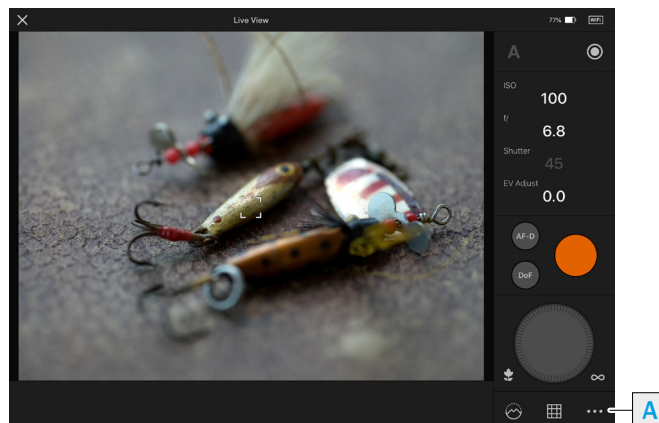 Live View
77%
WiFi
A
ISO
100
f/
6.8
Shutter
45
EV Adjust
0.0
AF-D
DoF
∞
A